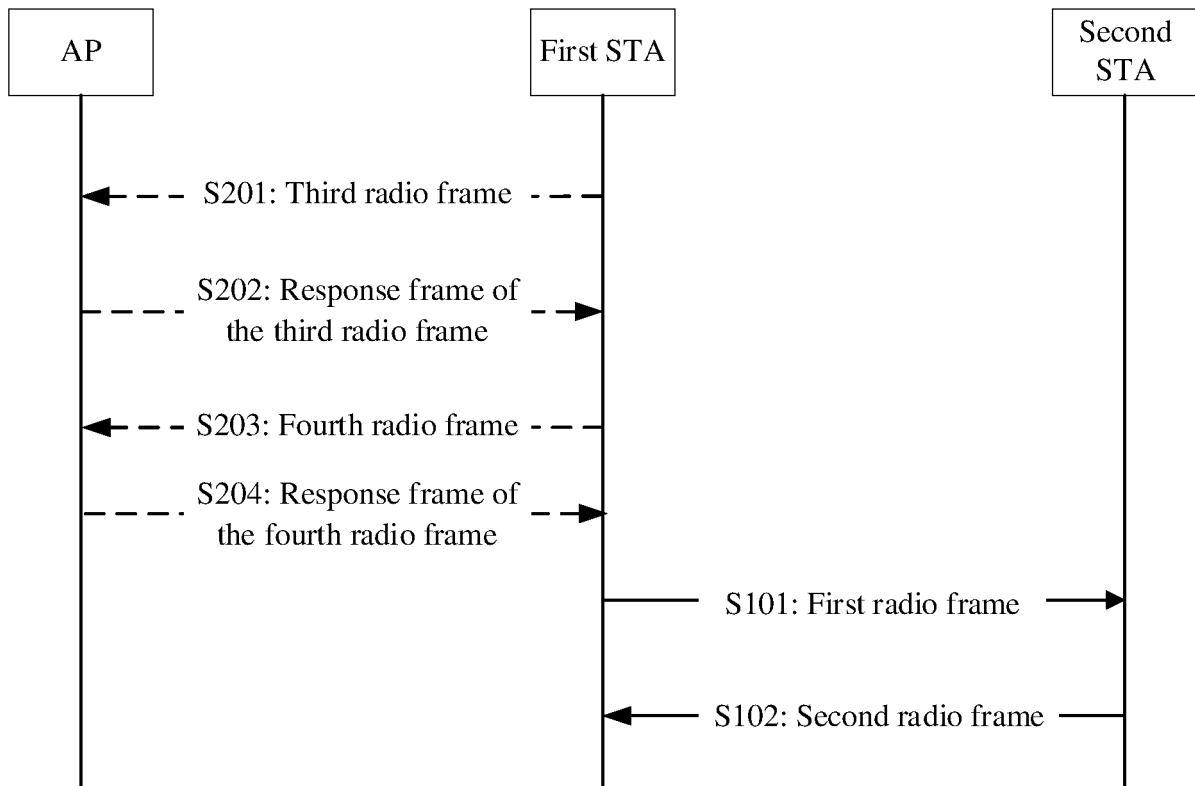 AP
First STA
Second
STA
S201: Third radio frame
S202: Response frame of
the third radio frame
S203: Fourth radio frame
S204: Response frame of
the fourth radio frame
S101: First radio frame
S102: Second radio frame